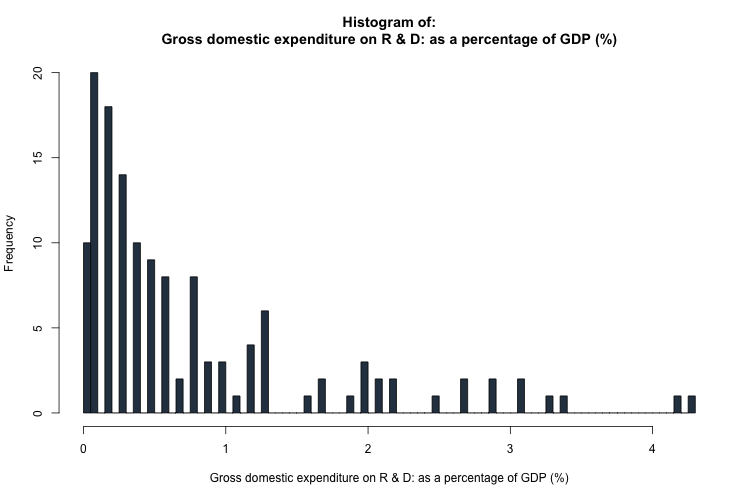 Histogram of:
Gross domestic expenditure on R & D: as a percentage of GDP (%)
Frequency
20
15
10
5
0
0 1 2 3 4
Gross domestic expenditure on R & D: as a percentage of GDP (%)